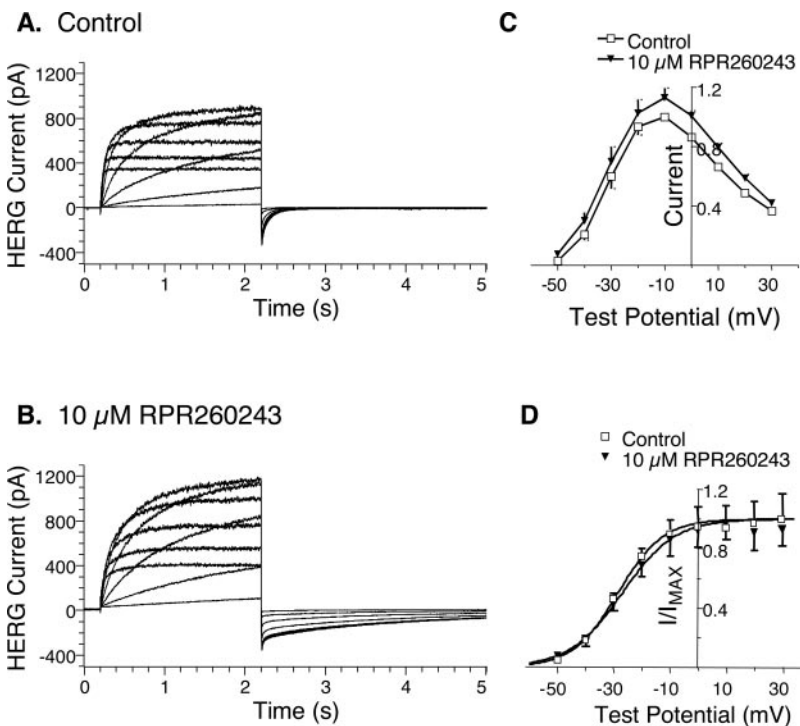 A. Control
HERG Current (pA)
1200
800
400
0
-400
0 1 2 3 4 5
Time (s)
C
Control
10 µM RPR260243
1.2
0.8
0.4
Current
-50 -30 -10 10 30
Test Potential (mV)
B. 10 µM RPR260243
HERG Current (pA)
1200
800
400
0
-400
0 1 2 3 4 5
Time (s)
D
Control
10 µM RPR260243
1.2
0.8
0.4
I/IMAX
-50 -30 -10 10 30
Test Potential (mV)